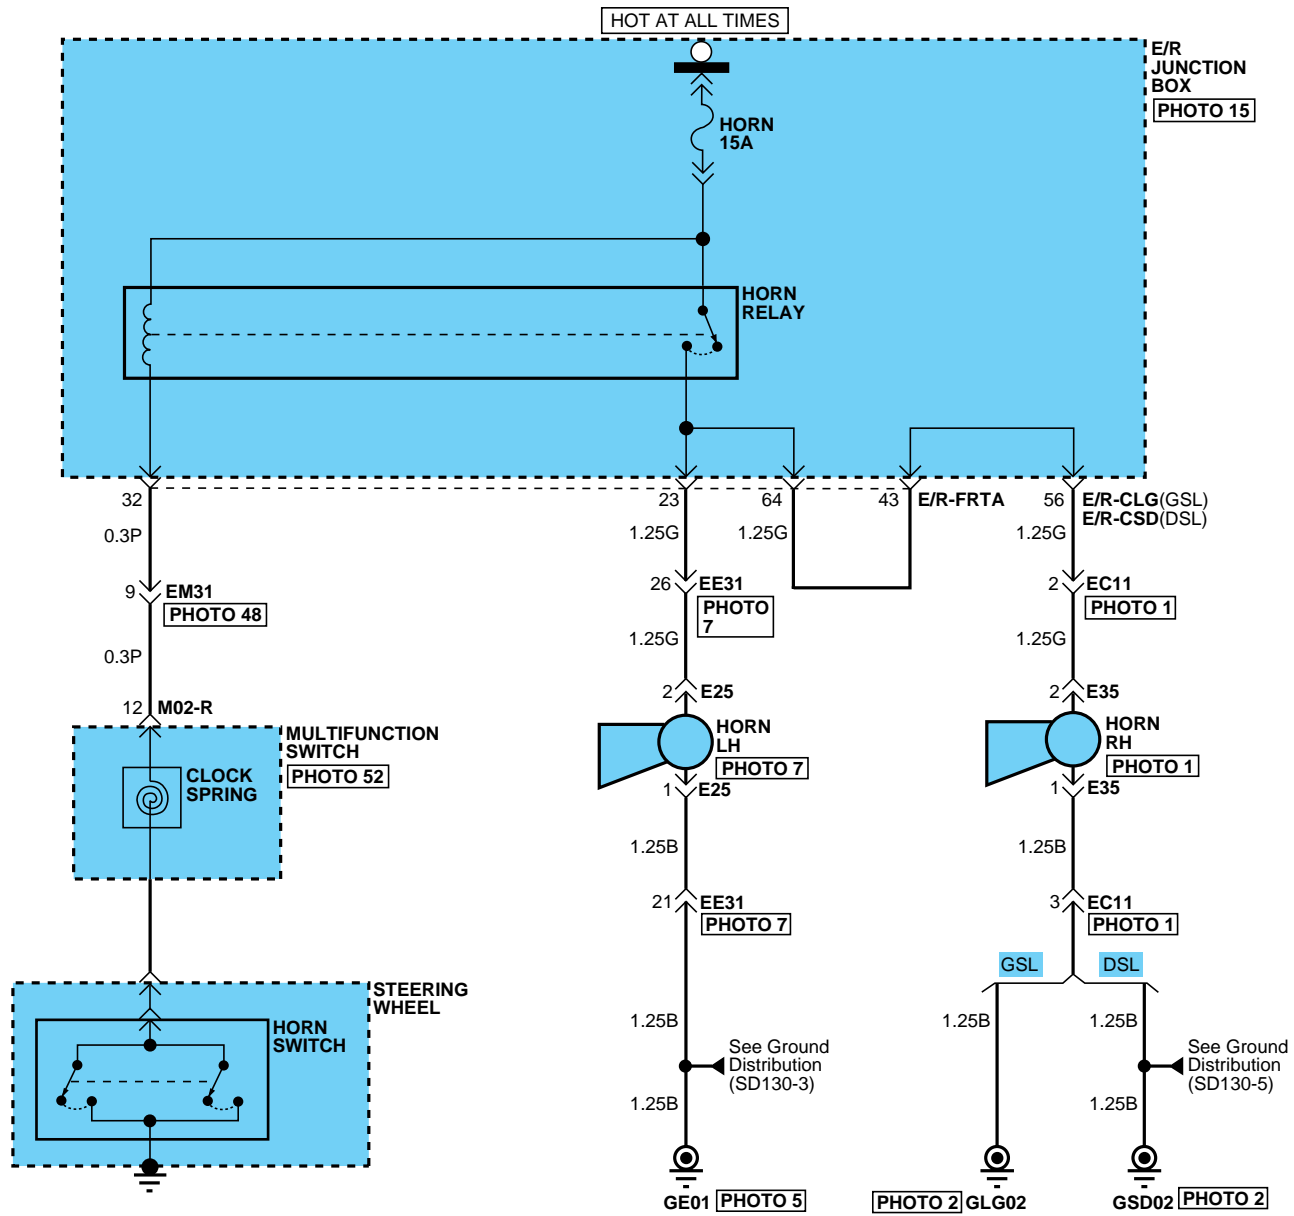 HOT AT ALL TIMES
E/R
JUNCTION
BOX
PHOTO 15
HORN
15A
HORN
RELAY
32
23
64
43
E/R-FRTA
56
E/R-CLG(GSL)
E/R-CSD(DSL)
0.3P
1.25G
1.25G
1.25G
9
EM31
PHOTO 48
26
EE31
PHOTO
7
2
EC11
PHOTO 1
0.3P
1.25G
1.25G
12
M02-R
2
E25
2
E35
MULTIFUNCTION
SWITCH
PHOTO 52
CLOCK
SPRING
HORN
LH
PHOTO 7
HORN
RH
PHOTO 1
1
E25
1
E35
1.25B
1.25B
21
EE31
PHOTO 7
3
EC11
PHOTO 1
GSL
DSL
STEERING
WHEEL
HORN
SWITCH
1.25B
1.25B
1.25B
See Ground
Distribution
(SD130-3)
See Ground
Distribution
(SD130-5)
1.25B
1.25B
GE01
PHOTO 5
PHOTO 2
GLG02
GSD02
PHOTO 2